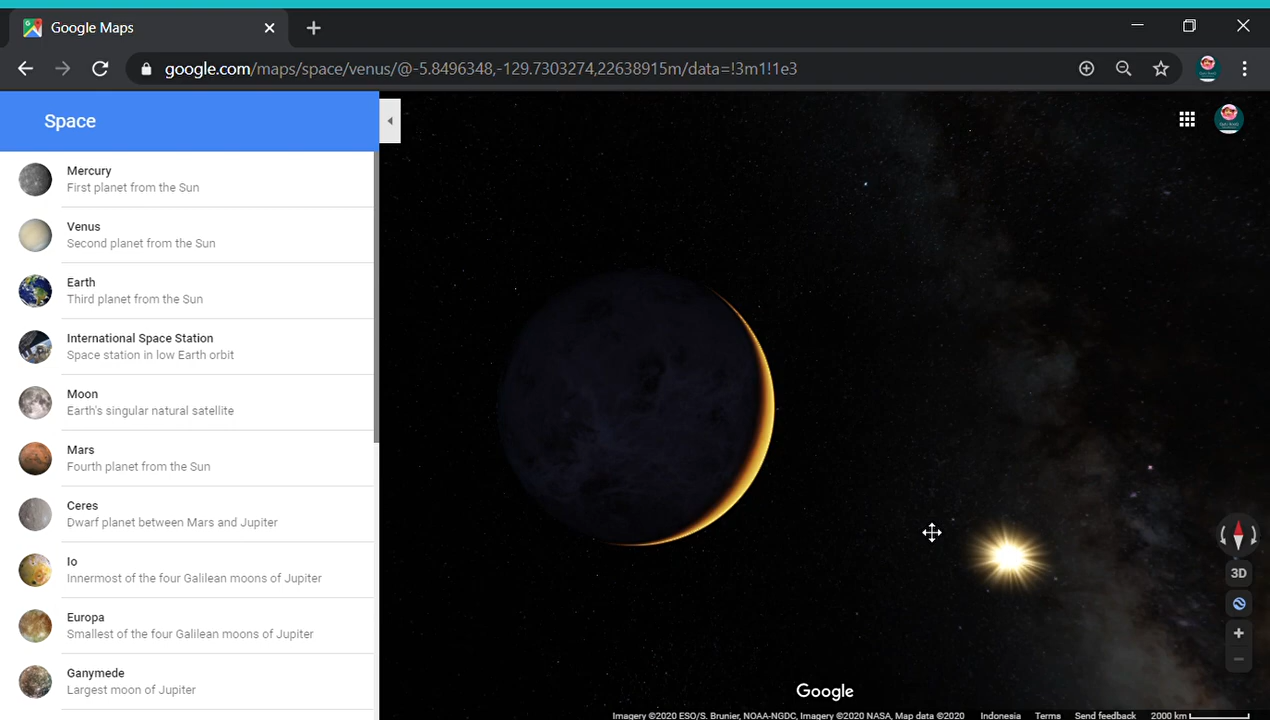 Google Maps
google.com/maps/space/venus/@-5.8496348,-129.7303274,22638915m/data=!3m1!1e3
Space
Mercury
First planet from the Sun
Venus
Second planet from the Sun
Earth
Third planet from the Sun
International Space Station
Space station in low Earth orbit
Moon
Earth's singular natural satellite
Mars
Fourth planet from the Sun
Ceres
Dwarf planet between Mars and Jupiter
Io
Innermost of the four Galilean moons of Jupiter
Europa
Smallest of the four Galilean moons of Jupiter
Ganymede
Largest moon of Jupiter
3D
Google
Imagery ©2020 ESO/S. Brunier, NOAA-NGDC, Imagery ©2020 NASA, Map data ©2020 Indonesia Terms Send feedback 2000 km